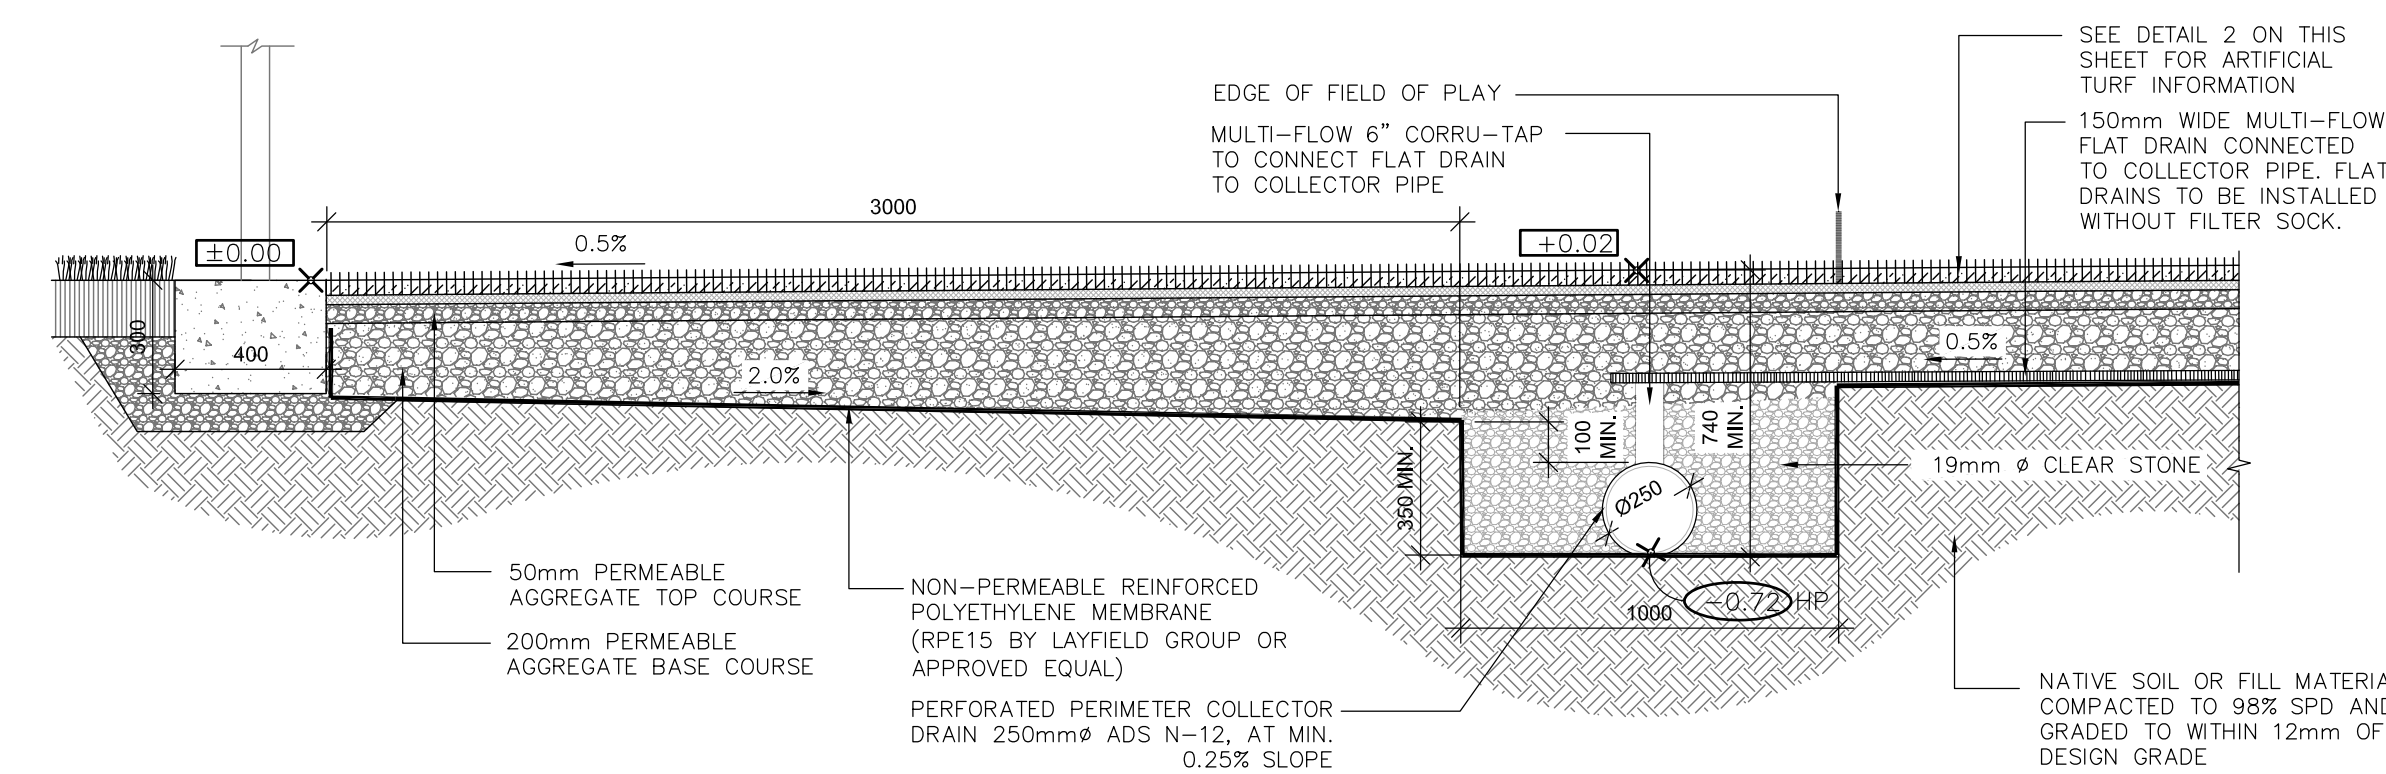 SEE DETAIL 2 ON THIS
SHEET FOR ARTIFICIAL
TURF INFORMATION
EDGE OF FIELD OF PLAY
MULTI-FLOW 6” CORRU-TAP
TO CONNECT FLAT DRAIN
TO COLLECTOR PIPE
150mm WIDE MULTI-FLOW
FLAT DRAIN CONNECTED
TO COLLECTOR PIPE. FLAT
DRAINS TO BE INSTALLED
WITHOUT FILTER SOCK.
3000
±0.00
0.5%
+0.02
300
400
2.0%
0.5%
100
MIN.
740
MIN.
350 MIN.
Ø250
19mm ø CLEAR STONE
-0.72 HP
1000
50mm PERMEABLE
AGGREGATE TOP COURSE
200mm PERMEABLE
AGGREGATE BASE COURSE
NON-PERMEABLE REINFORCED
POLYETHYLENE MEMBRANE
(RPE15 BY LAYFIELD GROUP OR
APPROVED EQUAL)
PERFORATED PERIMETER COLLECTOR
DRAIN 250mmø ADS N-12, AT MIN.
0.25% SLOPE
NATIVE SOIL OR FILL MATERIA
COMPACTED TO 98% SPD AND
GRADED TO WITHIN 12mm OF
DESIGN GRADE